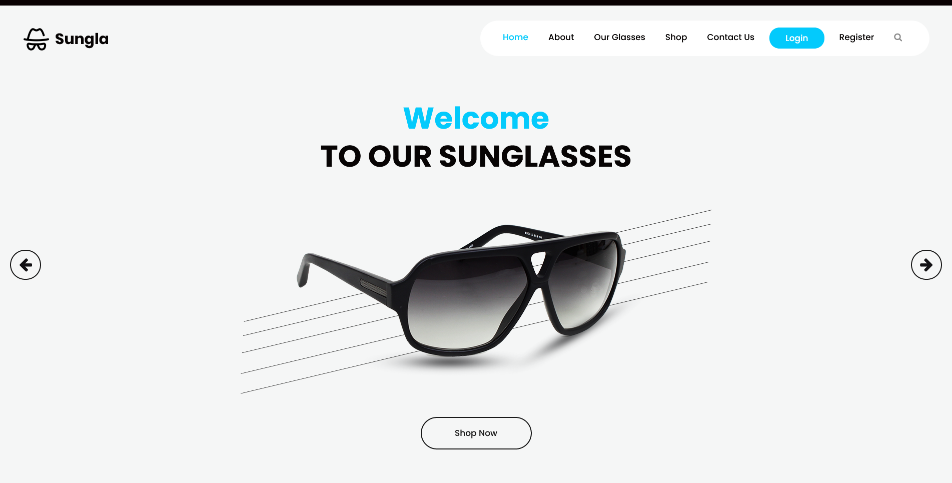 Sungla
Home About Our Glasses Shop Contact Us Login Register
Welcome
TO OUR SUNGLASSES
Shop Now